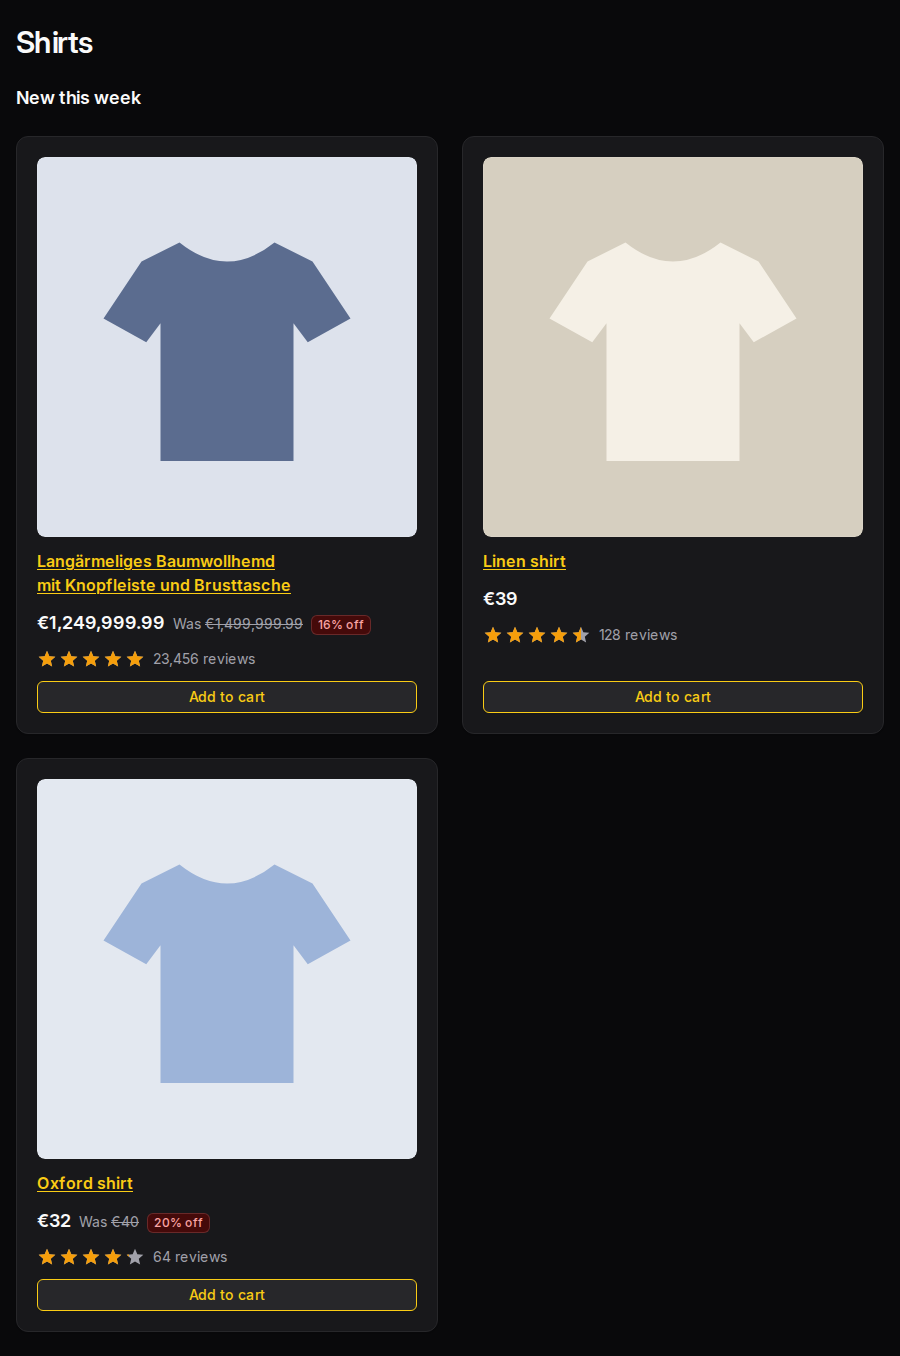 Shirts
New this week
Langärmeliges Baumwollhemd
mit Knopfleiste und Brusttasche
€1,249,999.99 Was €1,499,999.99 16% off
23,456 reviews
Add to cart
Linen shirt
€39
128 reviews
Add to cart
Oxford shirt
€32 Was €40 20% off
64 reviews
Add to cart